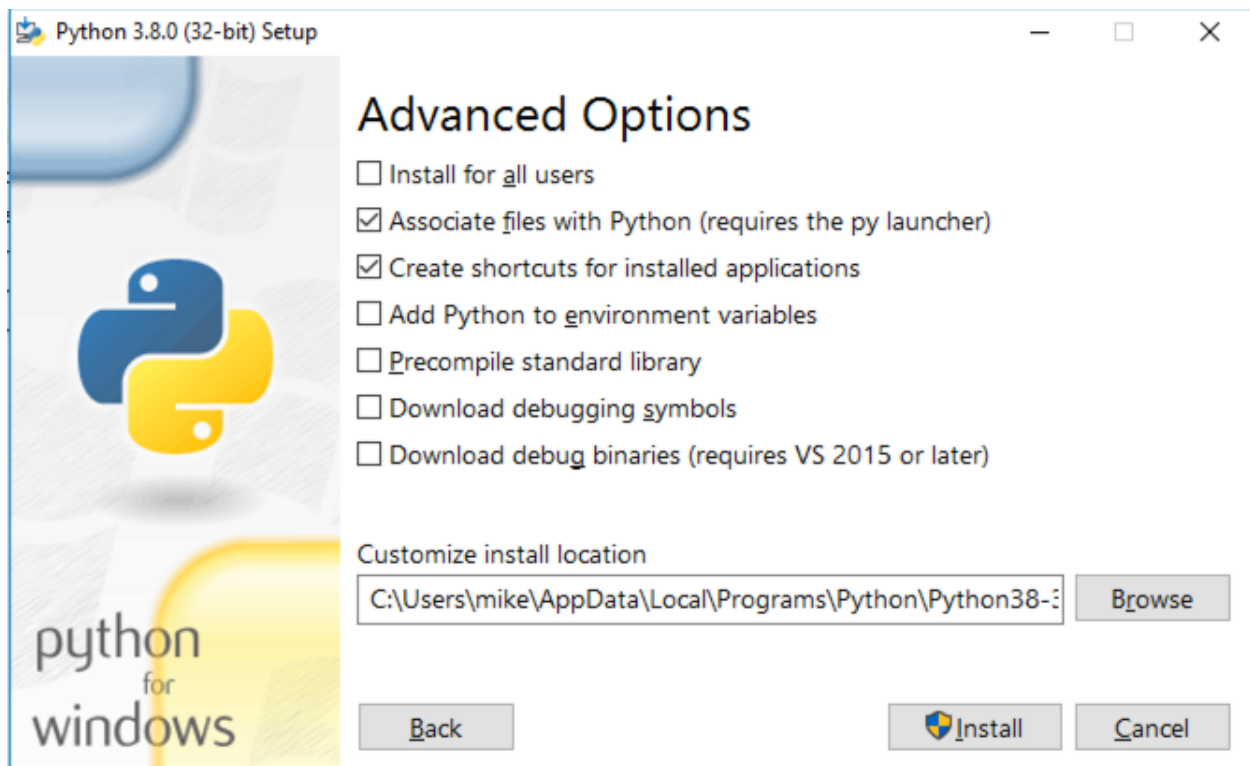 Python 3.8.0 (32-bit) Setup
Advanced Options
Install for all users
Associate files with Python (requires the py launcher)
Create shortcuts for installed applications
Add Python to environment variables
Precompile standard library
Download debugging symbols
Download debug binaries (requires VS 2015 or later)
Customize install location
C:\Users\mike\AppData\Local\Programs\Python\Python38-3
Browse
python
for
windows
Back
Install
Cancel